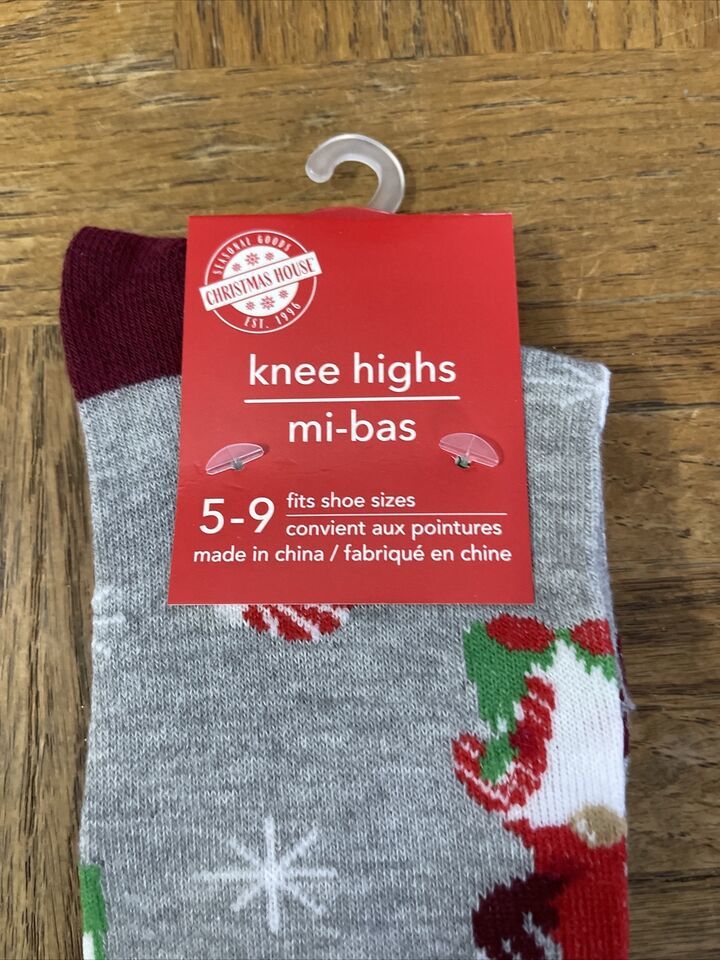 SEASONAL GOODS
CHRISTMAS HOUSE
EST. 1996
knee highs
mi-bas
5-9
fits shoe sizes
convient aux pointures
made in china / fabriqué en chine